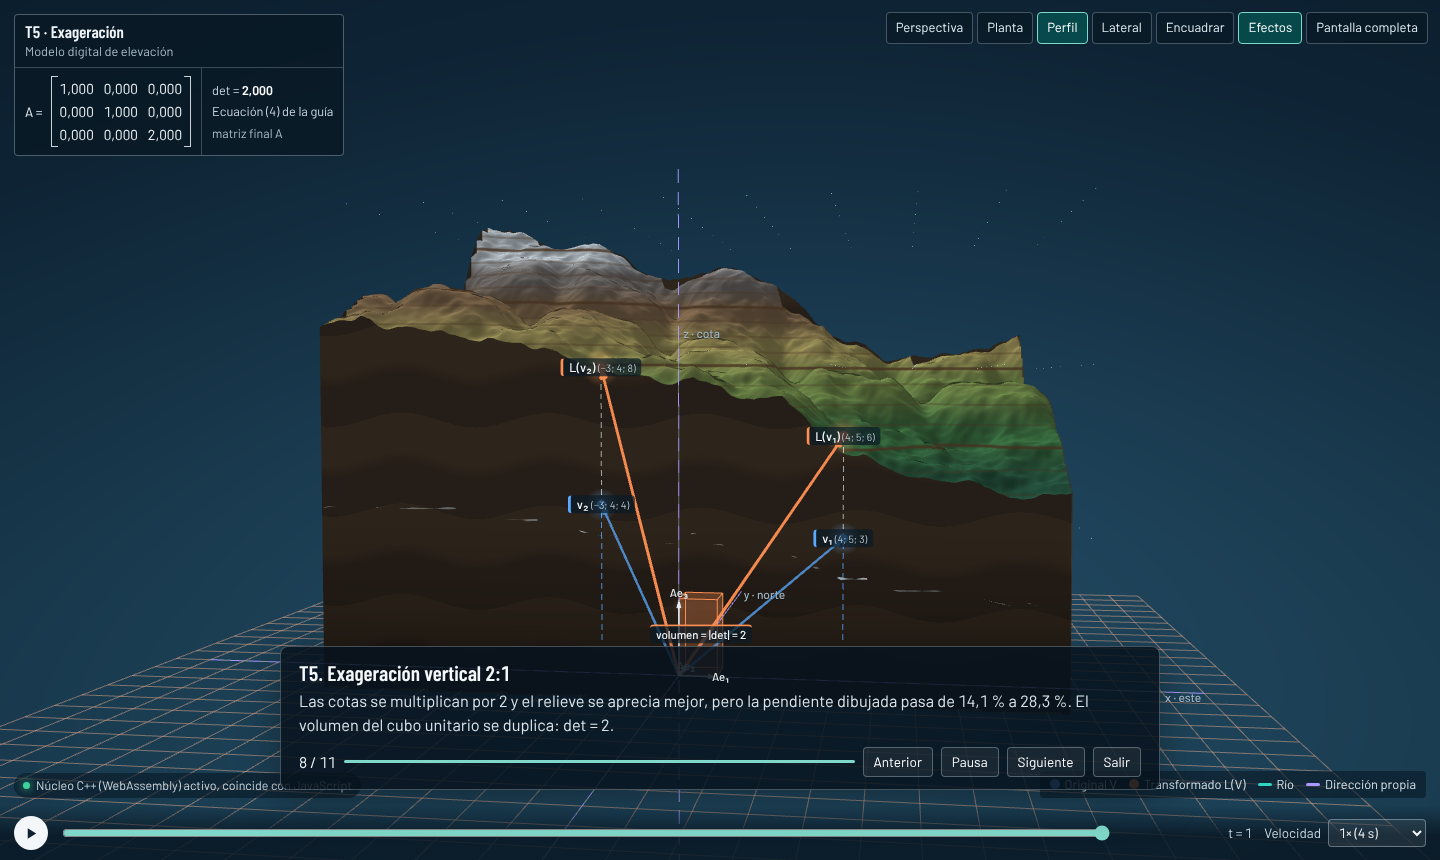 T5 · Exageración
Modelo digital de elevación
A =
1,000 0,000 0,000
0,000 1,000 0,000
0,000 0,000 2,000
det = 2,000
Ecuación (4) de la guía
matriz final A
Perspectiva
Planta
Perfil
Lateral
Encuadrar
Efectos
Pantalla completa
z · cota
L(v₂) (−3; 4; 8)
L(v₁) (4; 5; 6)
v₂ (−3; 4; 4)
v₁ (4; 5; 3)
Ae₃
y · norte
volumen = |det| = 2
Ae₁
x · este
T5. Exageración vertical 2:1
Las cotas se multiplican por 2 y el relieve se aprecia mejor, pero la pendiente dibujada pasa de 14,1 % a 28,3 %. El
volumen del cubo unitario se duplica: det = 2.
8 / 11
Anterior
Pausa
Siguiente
Salir
Núcleo C++ (WebAssembly) activo, coincide con JavaScript
Original V
Transformado L(V)
Río
Dirección propia
t = 1
Velocidad
1× (4 s)